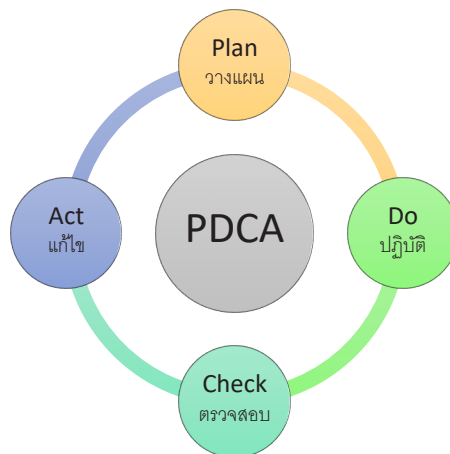 Plan
วางแผน
Act
แก้ไข
PDCA
Do
ปฏิบัติ
Check
ตรวจสอบ